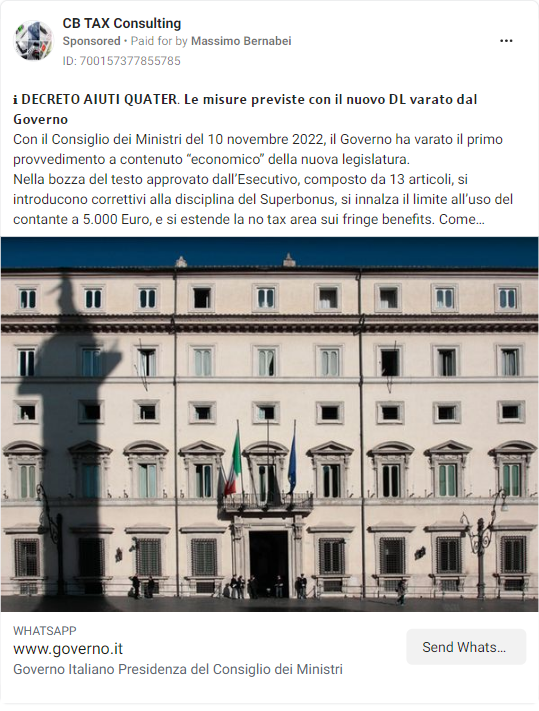 CB TAX Consulting
Sponsored • Paid for by Massimo Bernabei
ID: 700157377855785
ℹ DECRETO AIUTI QUATER. Le misure previste con il nuovo DL varato dal
Governo
Con il Consiglio dei Ministri del 10 novembre 2022, il Governo ha varato il primo
provvedimento a contenuto “economico” della nuova legislatura.
Nella bozza del testo approvato dall’Esecutivo, composto da 13 articoli, si
introducono correttivi alla disciplina del Superbonus, si innalza il limite all’uso del
contante a 5.000 Euro, e si estende la no tax area sui fringe benefits. Come...
WHATSAPP
www.governo.it
Governo Italiano Presidenza del Consiglio dei Ministri
Send Whats...